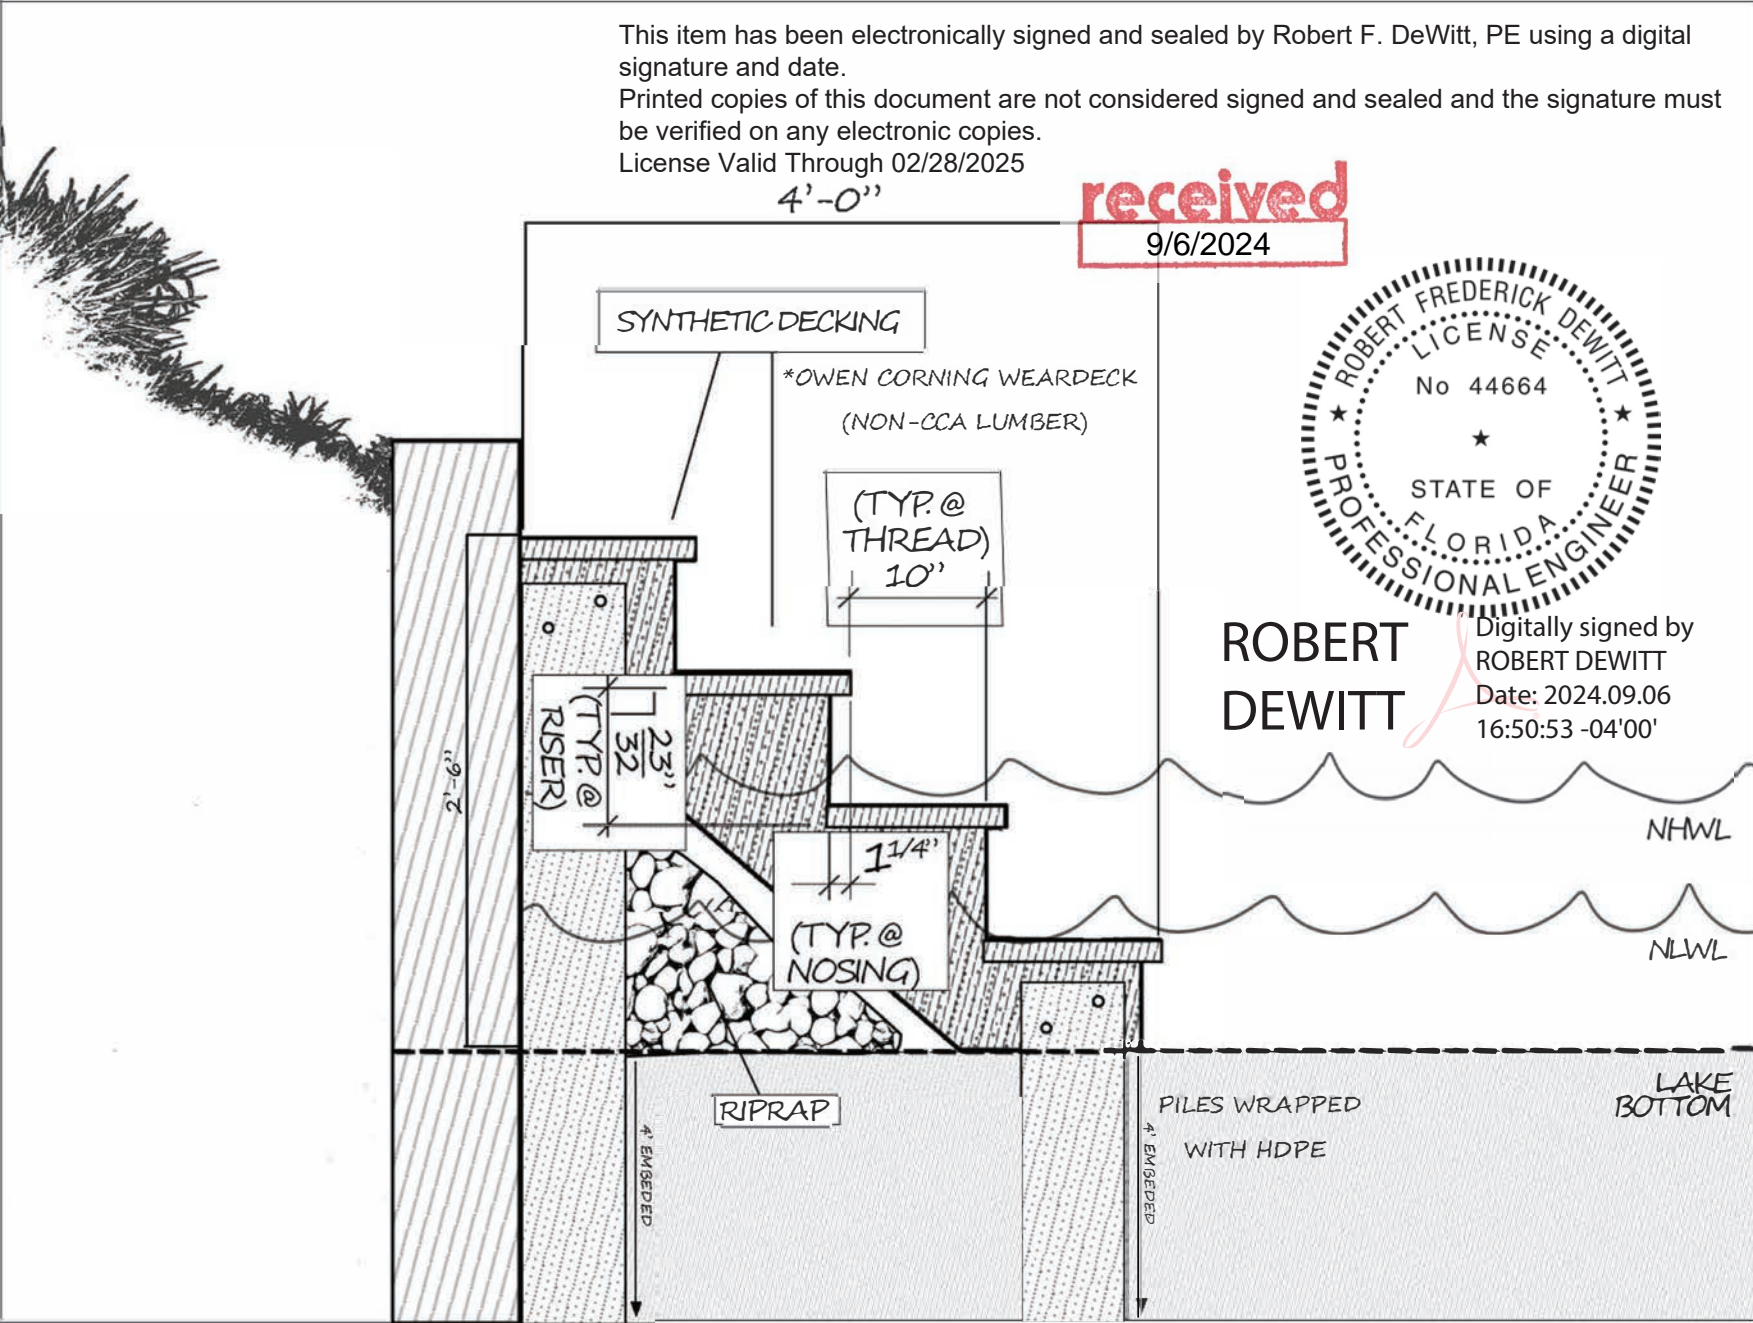 This item has been electronically signed and sealed by Robert F. DeWitt, PE using a digital
signature and date.
Printed copies of this document are not considered signed and sealed and the signature must
be verified on any electronic copies.
License Valid Through 02/28/2025
4'-0"
received
9/6/2024
SYNTHETIC DECKING
*OWEN CORNING WEARDECK
(NON-CCA LUMBER)
(TYP. @
THREAD)
10"
ROBERT FREDERICK DEWITT
LICENSE
No 44664
STATE OF
FLORIDA
PROFESSIONAL ENGINEER
ROBERT
DEWITT
Digitally signed by
ROBERT DEWITT
Date: 2024.09.06
16:50:53 -04'00'
2'-6"
7 23/32"
(TYP. @
RISER)
1 1/4"
(TYP. @
NOSING)
NHWL
NLWL
RIPRAP
4' EMBEDED
PILES WRAPPED
WITH HDPE
4' EMBEDED
LAKE
BOTTOM